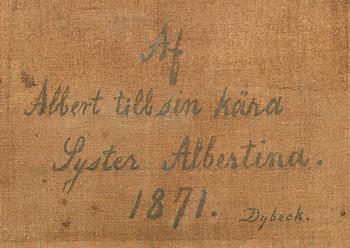 Af
Albert till sin kära
Syster Albertina.
1871. Dybeck.